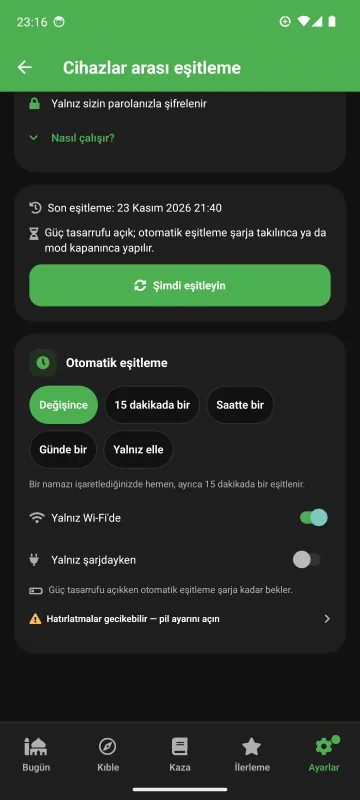 23:16
Cihazlar arası eşitleme
Yalnız sizin parolanızla şifrelenir
Nasıl çalışır?
Son eşitleme: 23 Kasım 2026 21:40
Güç tasarrufu açık; otomatik eşitleme şarja takılınca ya da
mod kapanınca yapılır.
Şimdi eşitleyin
Otomatik eşitleme
Değişince
15 dakikada bir
Saatte bir
Günde bir
Yalnız elle
Bir namazı işaretlediğinizde hemen, ayrıca 15 dakikada bir eşitlenir.
Yalnız Wi-Fi'de
Yalnız şarjdayken
Güç tasarrufu açıkken otomatik eşitleme şarja kadar bekler.
Hatırlatmalar gecikebilir — pil ayarını açın
Bugün
Kıble
Kaza
İlerleme
Ayarlar